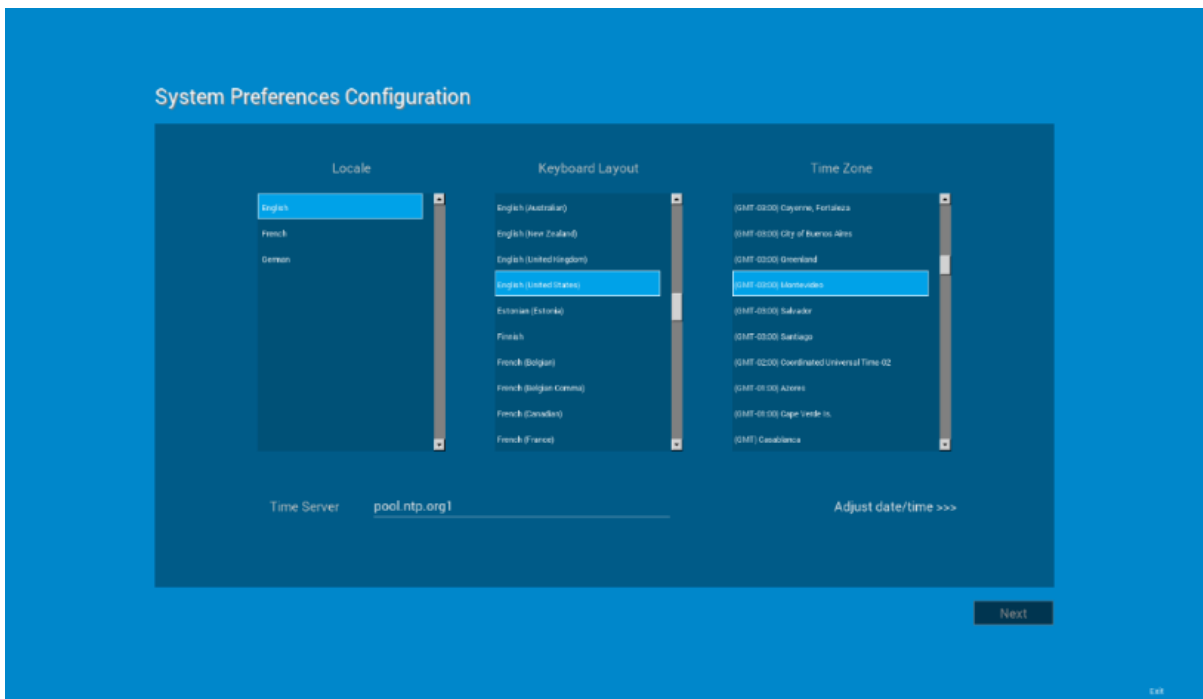 System Preferences Configuration
Locale
English
French
German
Keyboard Layout
English (Australian)
English (New Zealand)
English (United Kingdom)
English (United States)
Estonian (Estonia)
Finnish
French (Belgian)
French (Belgian Comma)
French (Canadian)
French (France)
Time Zone
(GMT-03:00) Cayenne, Fortaleza
(GMT-03:00) City of Buenos Aires
(GMT-03:00) Greenland
(GMT-03:00) Montevideo
(GMT-03:00) Salvador
(GMT-03:00) Santiago
(GMT-02:00) Coordinated Universal Time-02
(GMT-01:00) Azores
(GMT-01:00) Cape Verde Is.
(GMT) Casablanca
Time Server pool.ntp.org1
Adjust date/time >>>
Next
Exit